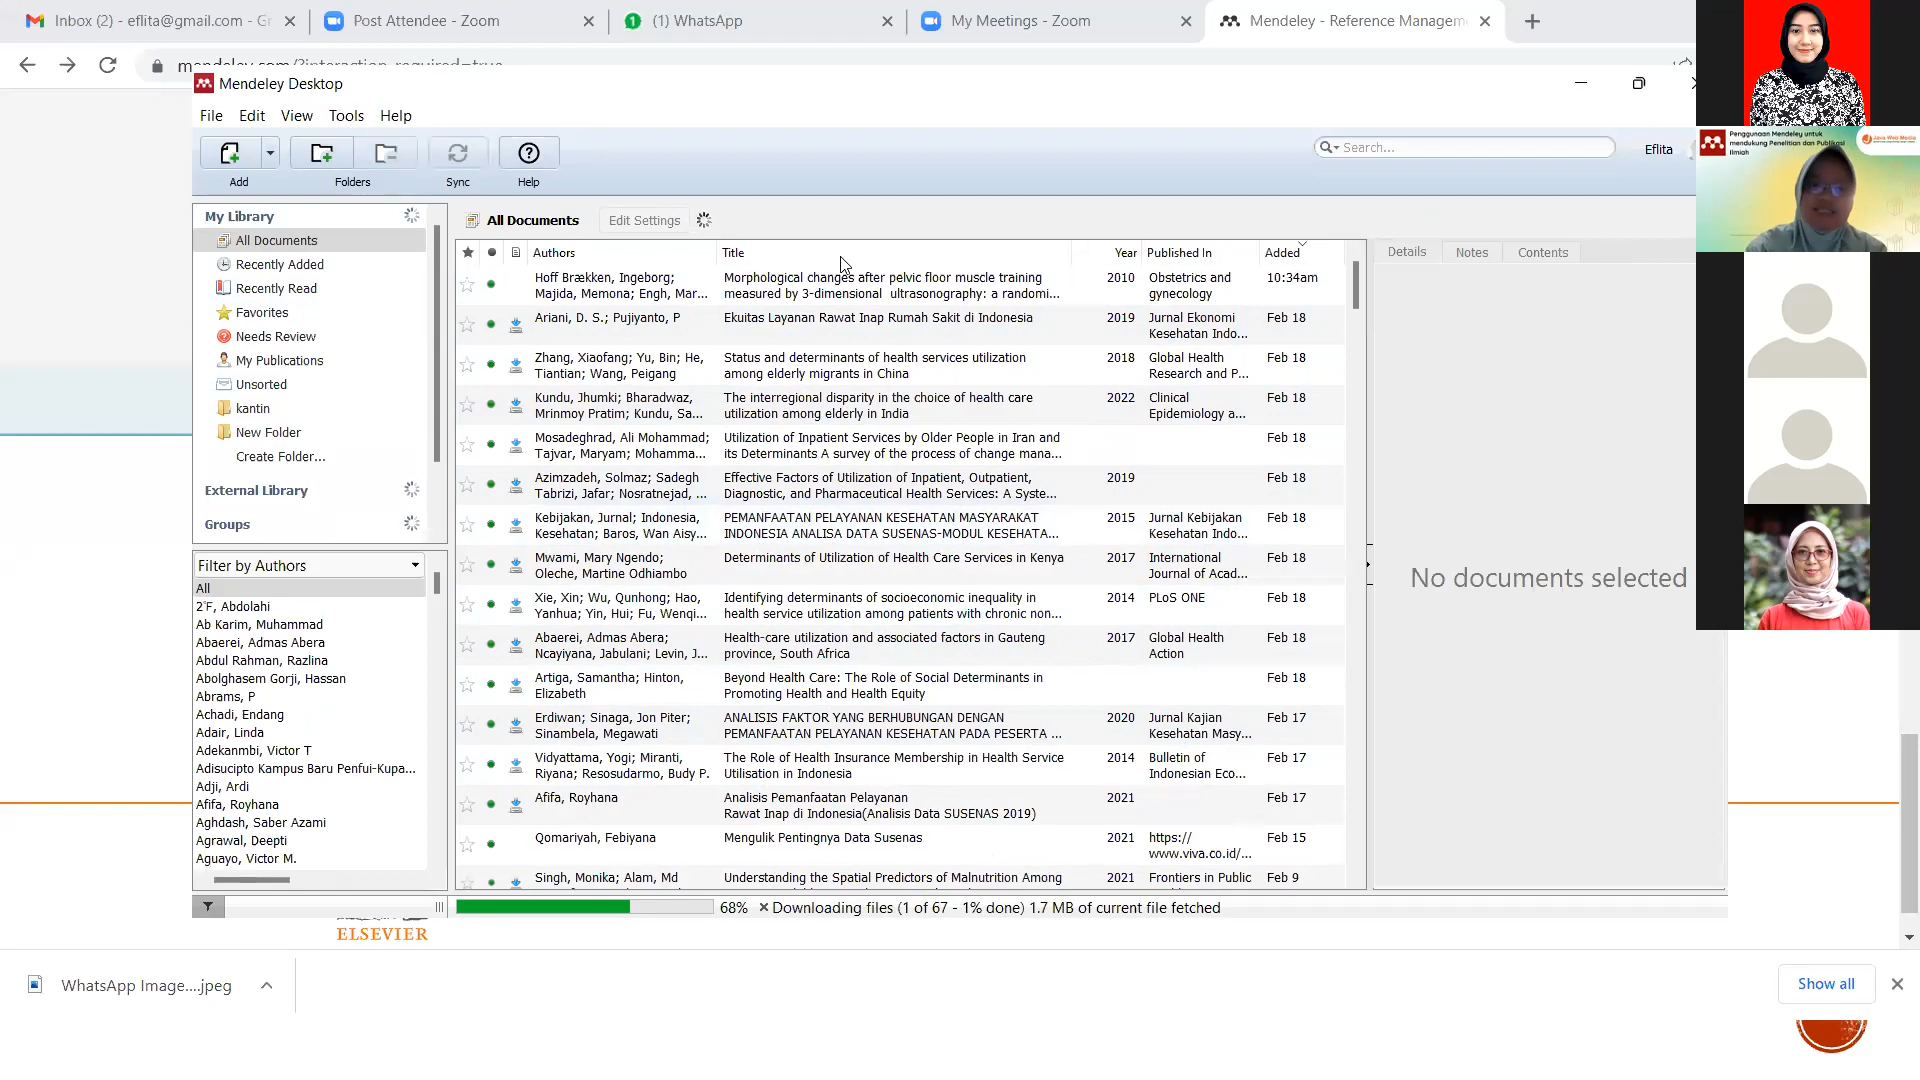 Inbox (2) - eflita@gmail.com - G
Post Attendee - Zoom
(1) WhatsApp
My Meetings - Zoom
Mendeley - Reference Managem
mendeley.com/?interaction_required=true
Mendeley Desktop
File Edit View Tools Help
Search...
Eflita
Add Folders Sync Help
Penggunaan Mendeley untuk
mendukung Penelitian dan Publikasi
Ilmiah
Java Web Media
My Library
All Documents
Recently Added
Recently Read
Favorites
Needs Review
My Publications
Unsorted
kantin
New Folder
Create Folder...
External Library
Groups
Filter by Authors
All
2°F, Abdolahi
Ab Karim, Muhammad
Abaerei, Admas Abera
Abdul Rahman, Razlina
Abolghasem Gorji, Hassan
Abrams, P
Achadi, Endang
Adair, Linda
Adekanmbi, Victor T
Adisucipto Kampus Baru Penfui-Kupa...
Adji, Ardi
Afifa, Royhana
Aghdash, Saber Azami
Agrawal, Deepti
Aguayo, Victor M.
All Documents Edit Settings
Authors Title Year Published In Added
Hoff Brækken, Ingeborg; Morphological changes after pelvic floor muscle training 2010 Obstetrics and 10:34am
Majida, Memona; Engh, Mar... measured by 3-dimensional ultrasonography: a randomi... gynecology
Ariani, D. S.; Pujiyanto, P Ekuitas Layanan Rawat Inap Rumah Sakit di Indonesia 2019 Jurnal Ekonomi Feb 18
Kesehatan Indo...
Zhang, Xiaofang; Yu, Bin; He, Status and determinants of health services utilization 2018 Global Health Feb 18
Tiantian; Wang, Peigang among elderly migrants in China Research and P...
Kundu, Jhumki; Bharadwaz, The interregional disparity in the choice of health care 2022 Clinical Feb 18
Mrinmoy Pratim; Kundu, Sa... utilization among elderly in India Epidemiology a...
Mosadeghrad, Ali Mohammad; Utilization of Inpatient Services by Older People in Iran and Feb 18
Tajvar, Maryam; Mohamma... its Determinants A survey of the process of change mana...
Azimzadeh, Solmaz; Sadegh Effective Factors of Utilization of Inpatient, Outpatient, 2019 Feb 18
Tabrizi, Jafar; Nosratnejad, ... Diagnostic, and Pharmaceutical Health Services: A Syste...
Kebijakan, Jurnal; Indonesia, PEMANFAATAN PELAYANAN KESEHATAN MASYARAKAT 2015 Jurnal Kebijakan Feb 18
Kesehatan; Baros, Wan Aisy... INDONESIA ANALISA DATA SUSENAS-MODUL KESEHATA... Kesehatan Indo...
Mwami, Mary Ngendo; Determinants of Utilization of Health Care Services in Kenya 2017 International Feb 18
Oleche, Martine Odhiambo Journal of Acad...
Xie, Xin; Wu, Qunhong; Hao, Identifying determinants of socioeconomic inequality in 2014 PLoS ONE Feb 18
Yanhua; Yin, Hui; Fu, Wenqi... health service utilization among patients with chronic non...
Abaerei, Admas Abera; Health-care utilization and associated factors in Gauteng 2017 Global Health Feb 18
Ncayiyana, Jabulani; Levin, J... province, South Africa Action
Artiga, Samantha; Hinton, Beyond Health Care: The Role of Social Determinants in Feb 18
Elizabeth Promoting Health and Health Equity
Erdiwan; Sinaga, Jon Piter; ANALISIS FAKTOR YANG BERHUBUNGAN DENGAN 2020 Jurnal Kajian Feb 17
Sinambela, Megawati PEMANFAATAN PELAYANAN KESEHATAN PADA PESERTA ... Kesehatan Masy...
Vidyattama, Yogi; Miranti, The Role of Health Insurance Membership in Health Service 2014 Bulletin of Feb 17
Riyana; Resosudarmo, Budy P. Utilisation in Indonesia Indonesian Eco...
Afifa, Royhana Analisis Pemanfaatan Pelayanan 2021 Feb 17
Rawat Inap di Indonesia(Analisis Data SUSENAS 2019)
Qomariyah, Febiyana Mengulik Pentingnya Data Susenas 2021 https:// Feb 15
www.viva.co.id/...
Singh, Monika; Alam, Md Understanding the Spatial Predictors of Malnutrition Among 2021 Frontiers in Public Feb 9
Details Notes Contents
No documents selected
68% Downloading files (1 of 67 - 1% done) 1.7 MB of current file fetched
ELSEVIER
WhatsApp Image....jpeg
Show all